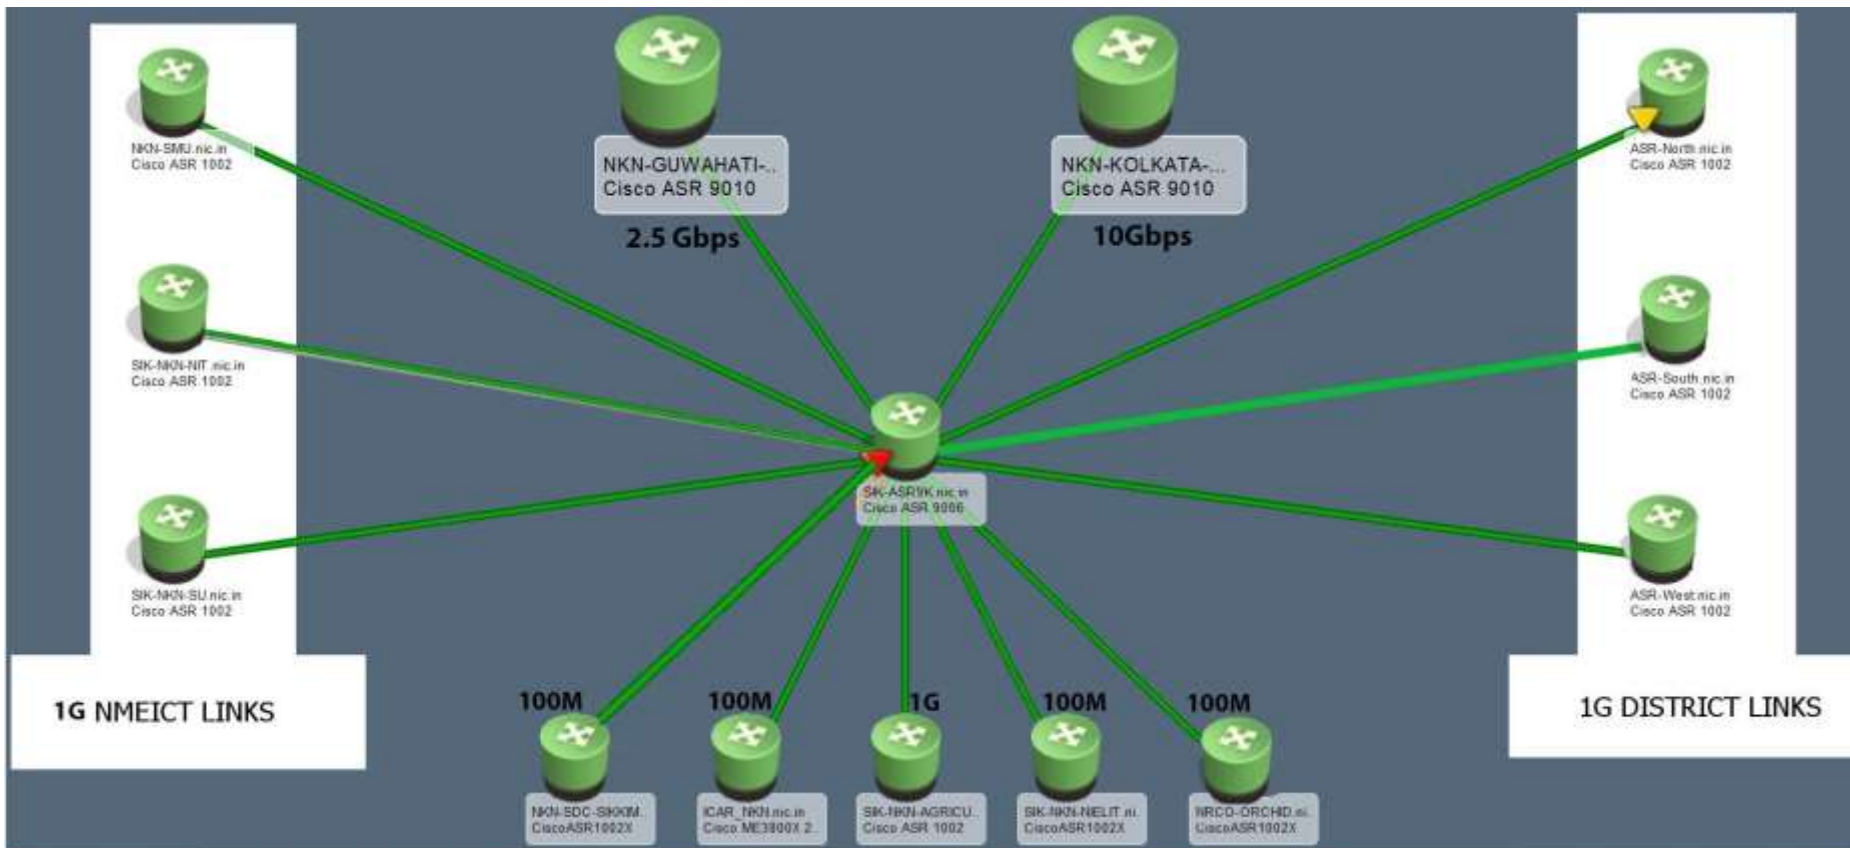 NKN-SMU.nic.in
Cisco ASR 1002
NKN-GUWAHATI-..
Cisco ASR 9010
2.5 Gbps
NKN-KOLKATA-...
Cisco ASR 9010
10Gbps
ASR-North.nic.in
Cisco ASR 1002
SIK-NKN-NIT.nic.in
Cisco ASR 1002
ASR-South.nic.in
Cisco ASR 1002
SIK-ASR9K.nic.in
Cisco ASR 9006
SIK-NKN-SU.nic.in
Cisco ASR 1002
ASR-West.nic.in
Cisco ASR 1002
1G NMEICT LINKS
1G DISTRICT LINKS
100M
100M
1G
100M
100M
NKN-SDC-SIKKIM..
CiscoASR1002X
ICAR_NKN.nic.in
Cisco ME3800X 2..
SIK-NKN-AGRICU..
Cisco ASR 1002
SIK-NKN-NIELIT.ni..
CiscoASR1002X
NRCO-ORCHID.ni..
CiscoASR1002X